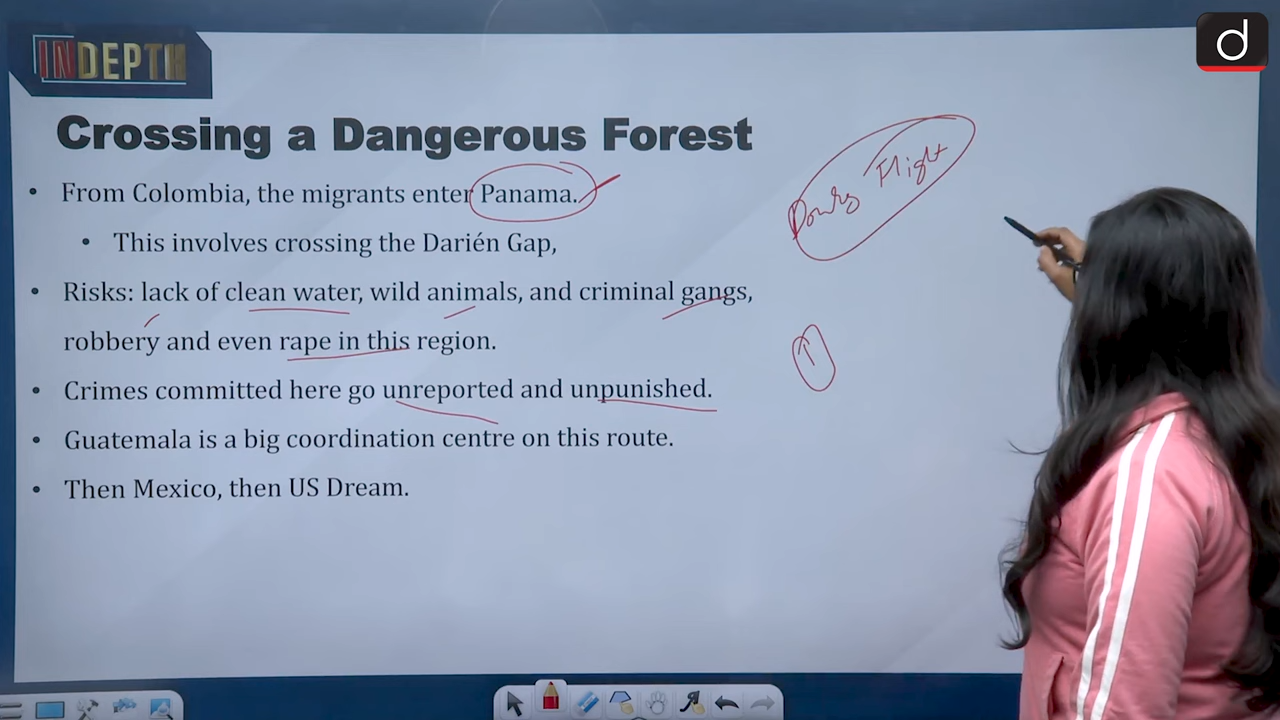 INDEPTH
d
Crossing a Dangerous Forest
• From Colombia, the migrants enter Panama.
• This involves crossing the Darién Gap,
• Risks: lack of clean water, wild animals, and criminal gangs,
robbery and even rape in this region.
• Crimes committed here go unreported and unpunished.
• Guatemala is a big coordination centre on this route.
• Then Mexico, then US Dream.
Flight